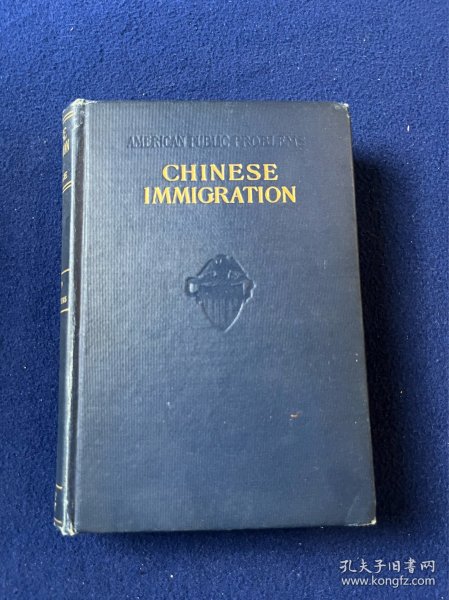 AMERICAN PUBLIC PROBLEMS
CHINESE
IMMIGRATION
孔夫子旧书网
www.kongfz.com